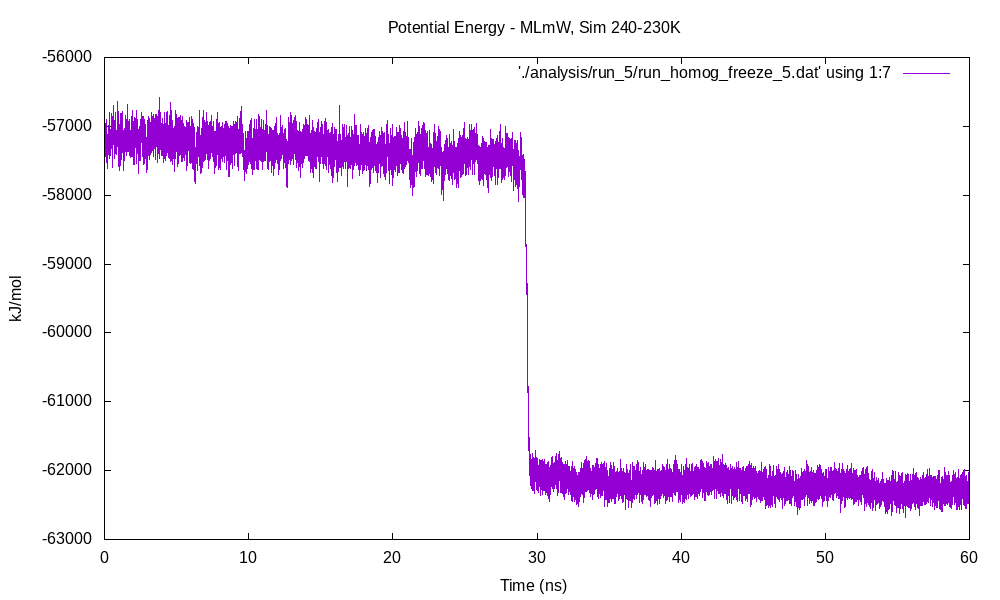 Potential Energy - MLmW, Sim 240-230K
'./analysis/run_5/run_homog_freeze_5.dat' using 1:7
-56000
-57000
-58000
-59000
-60000
-61000
-62000
-63000
kJ/mol
0 10 20 30 40 50 60
Time (ns)